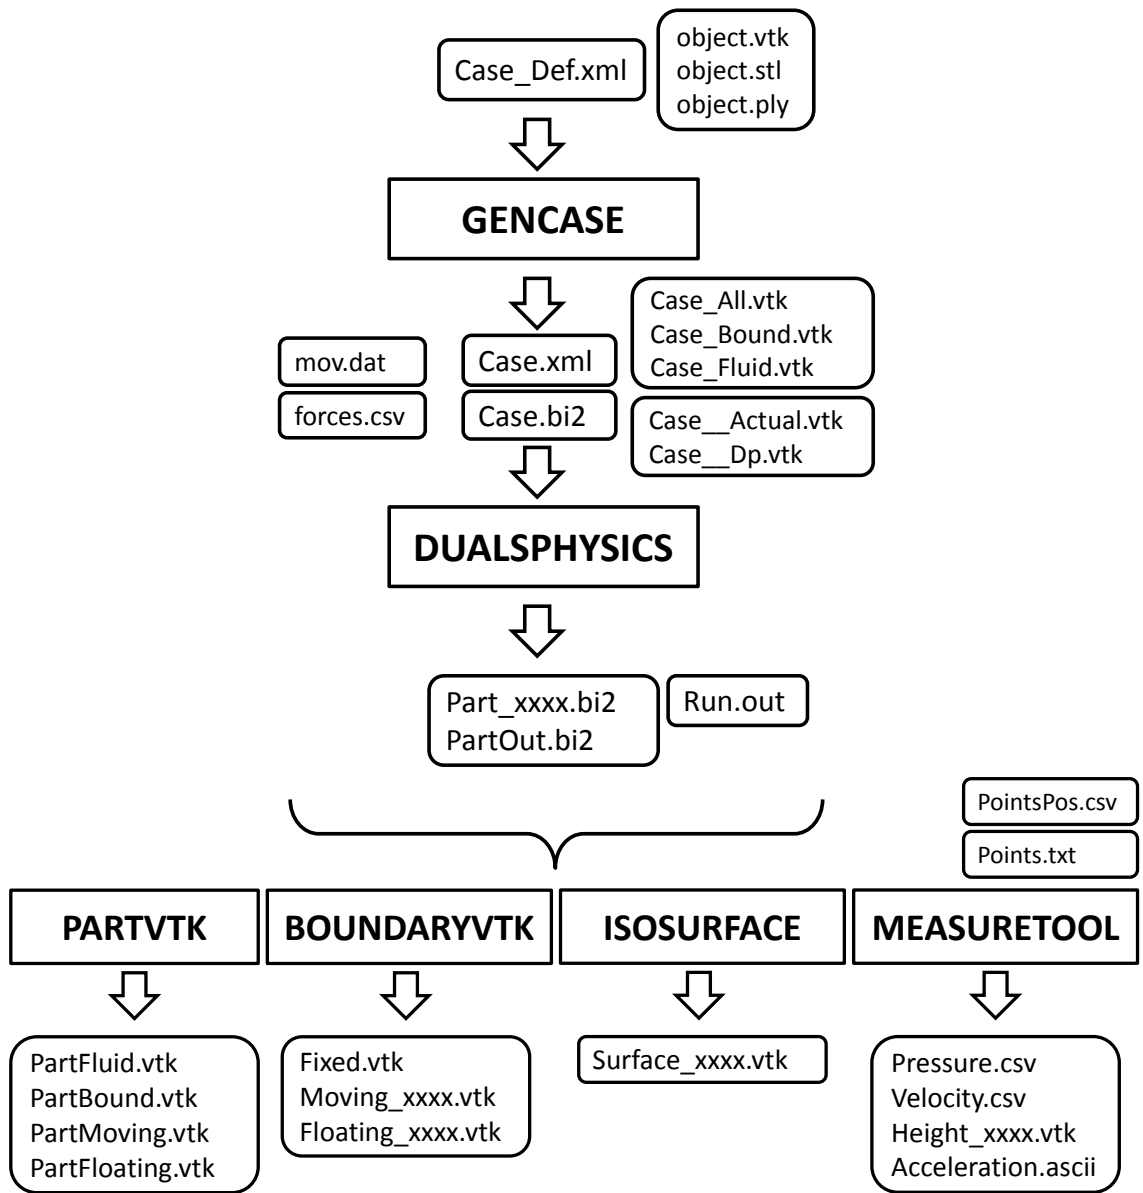 Case_Def.xml
object.vtk
object.stl
object.ply
GENCASE
mov.dat
forces.csv
Case.xml
Case.bi2
Case_All.vtk
Case_Bound.vtk
Case_Fluid.vtk
Case__Actual.vtk
Case__Dp.vtk
DUALSPHYSICS
Part_xxxx.bi2
PartOut.bi2
Run.out
PointsPos.csv
Points.txt
PARTVTK
BOUNDARYVTK
ISOSURFACE
MEASURETOOL
PartFluid.vtk
PartBound.vtk
PartMoving.vtk
PartFloating.vtk
Fixed.vtk
Moving_xxxx.vtk
Floating_xxxx.vtk
Surface_xxxx.vtk
Pressure.csv
Velocity.csv
Height_xxxx.vtk
Acceleration.ascii